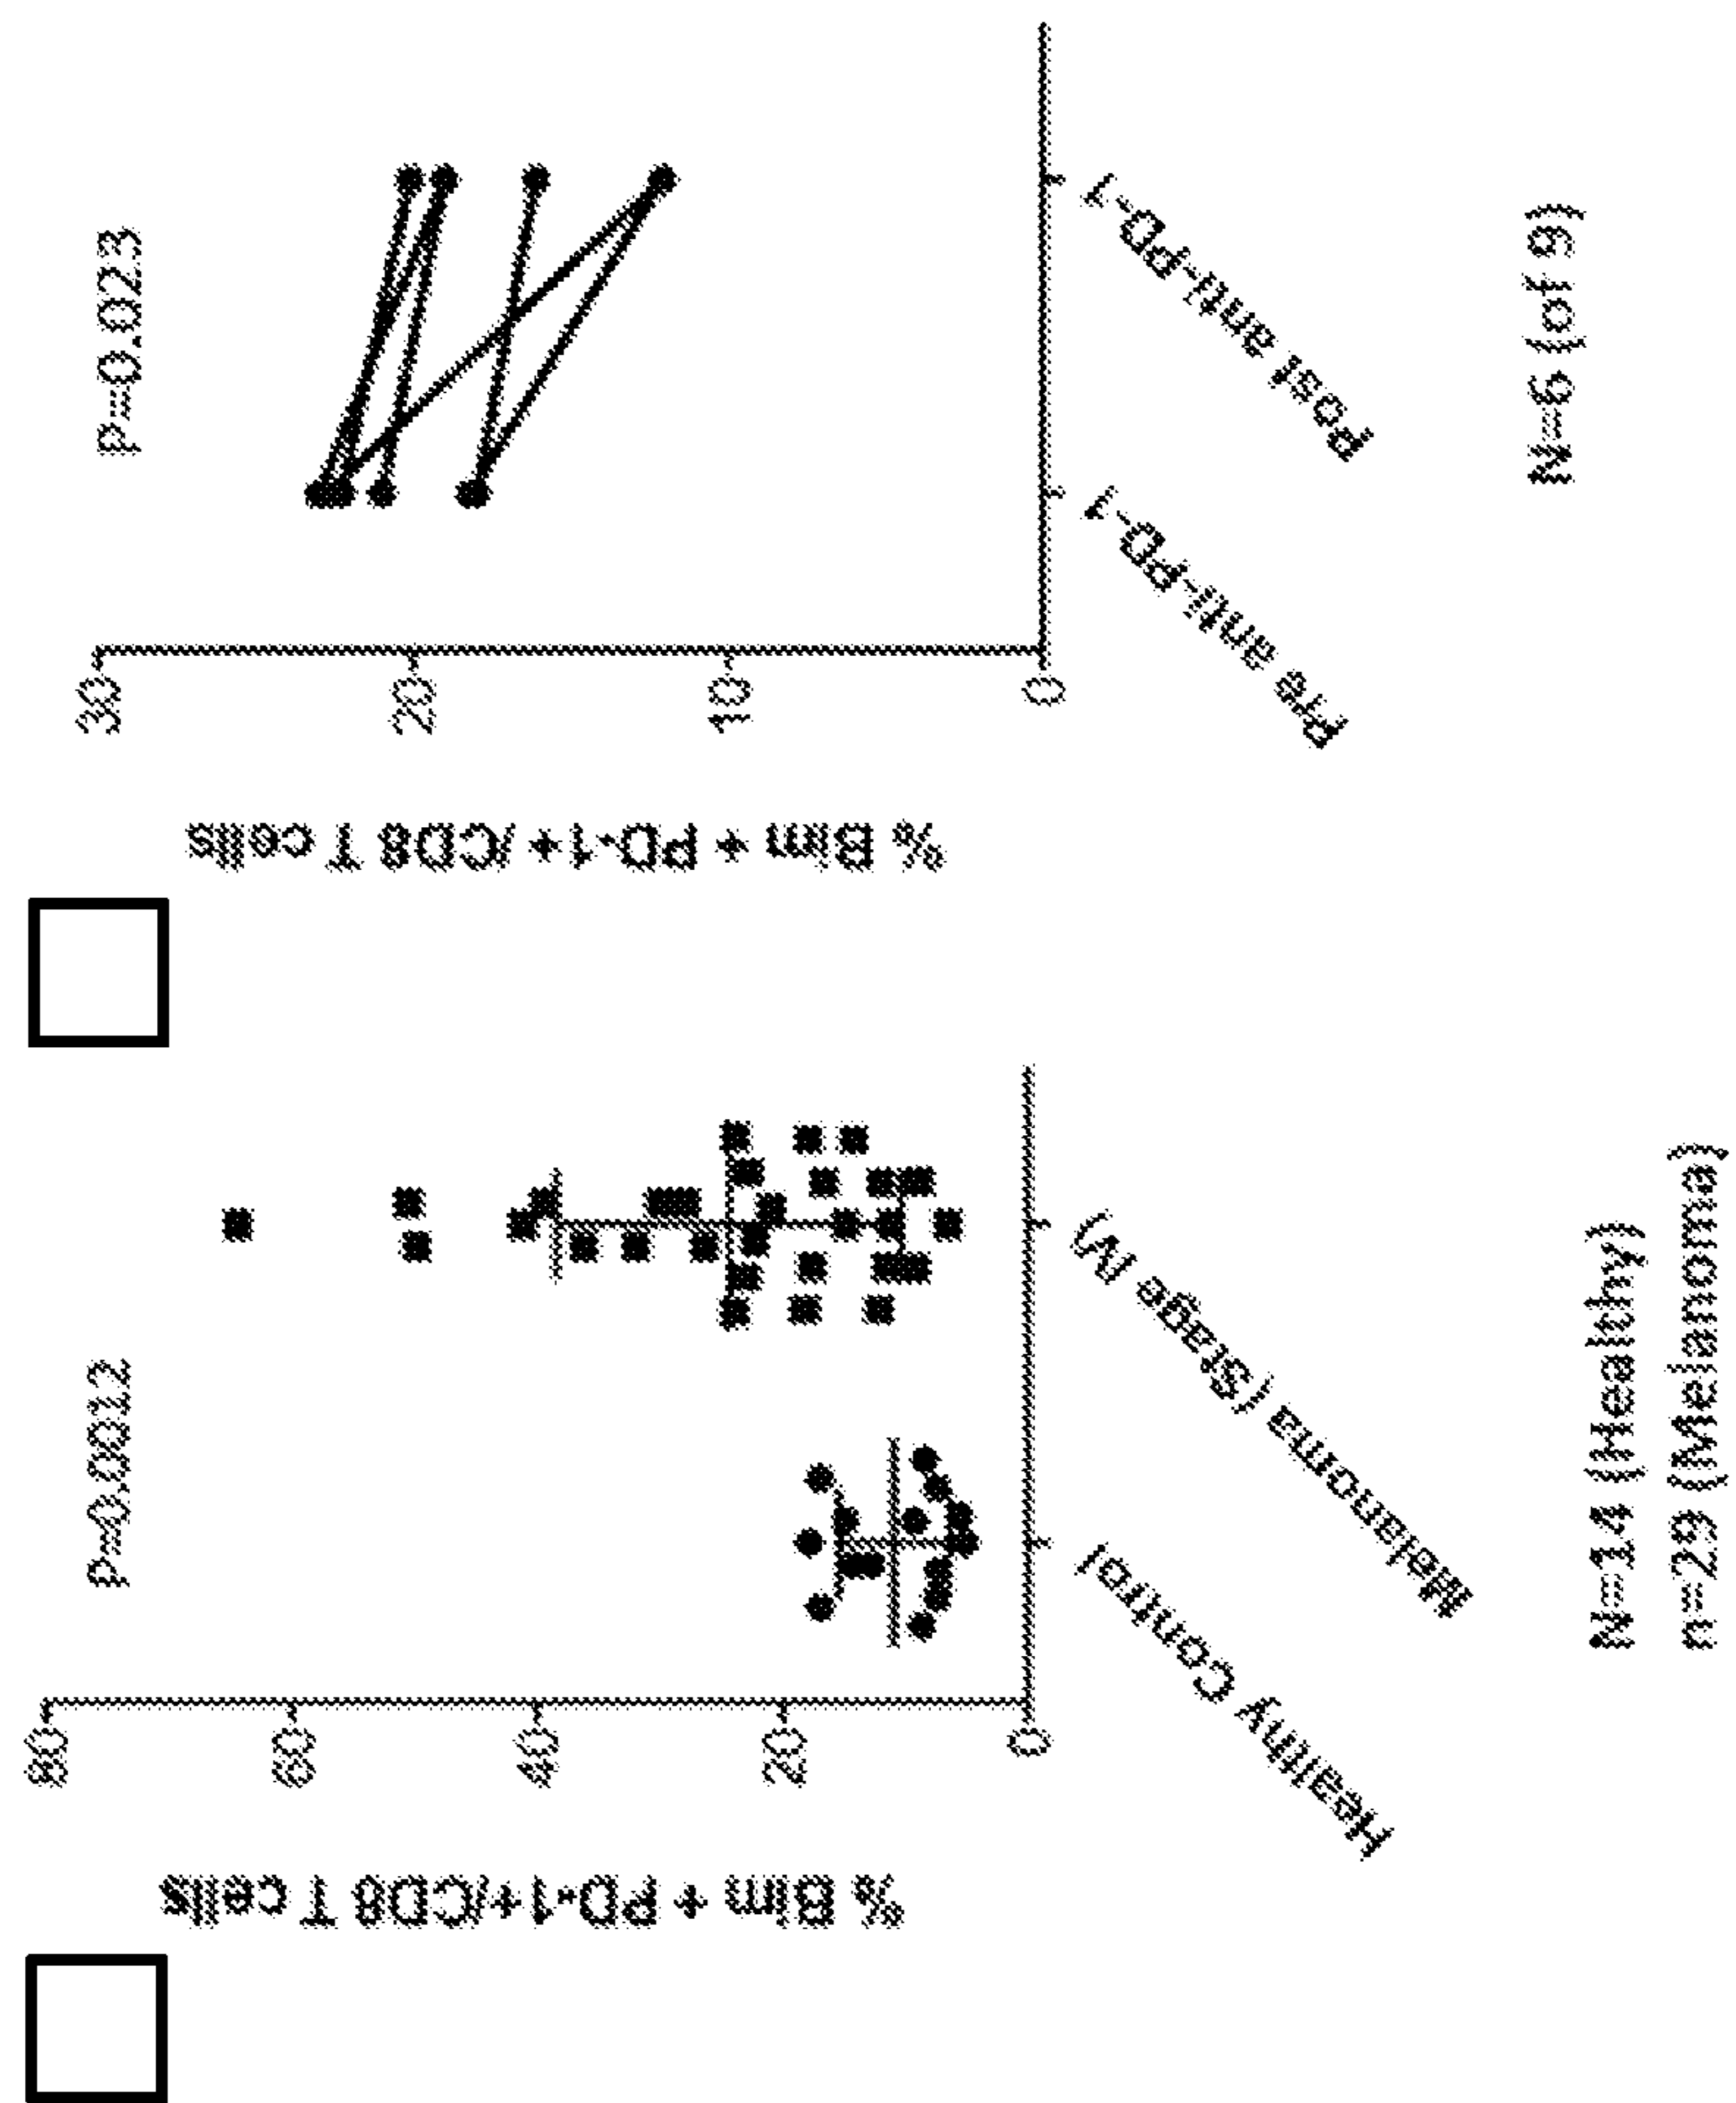 % Bim + PD-1+/CD8 T cells
80
60
40
20
0
P=0.0012
Healthy Control
Melanoma (Stage IV)
N=14 (Healthy)
n=29 (Melanoma)
% Bim + PD-1+/CD8 T cells
30
20
10
0
P=0.023
Pre anti-PD-1
Post anti-PD-1
N=6 (of 9)